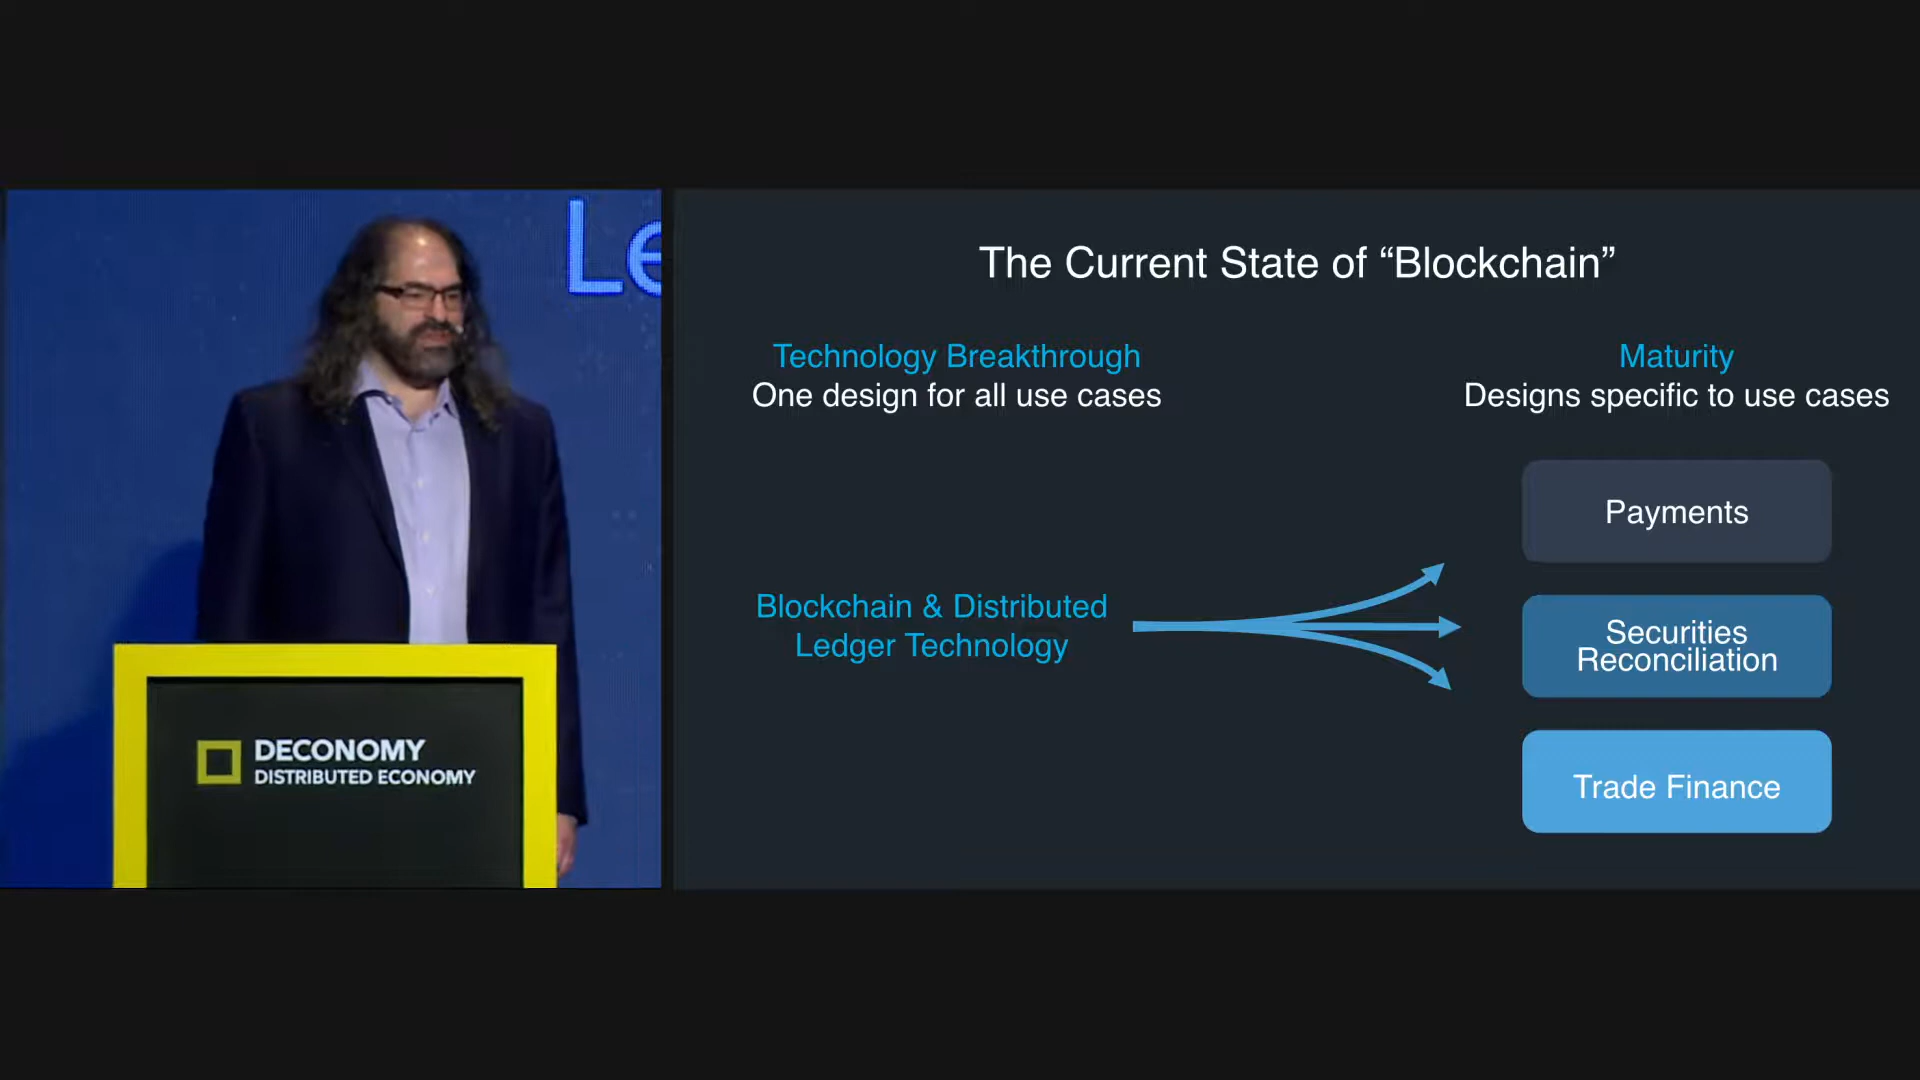 Le
DECONOMY
DISTRIBUTED ECONOMY
The Current State of “Blockchain”
Technology Breakthrough
One design for all use cases
Maturity
Designs specific to use cases
Blockchain & Distributed
Ledger Technology
Payments
Securities
Reconciliation
Trade Finance